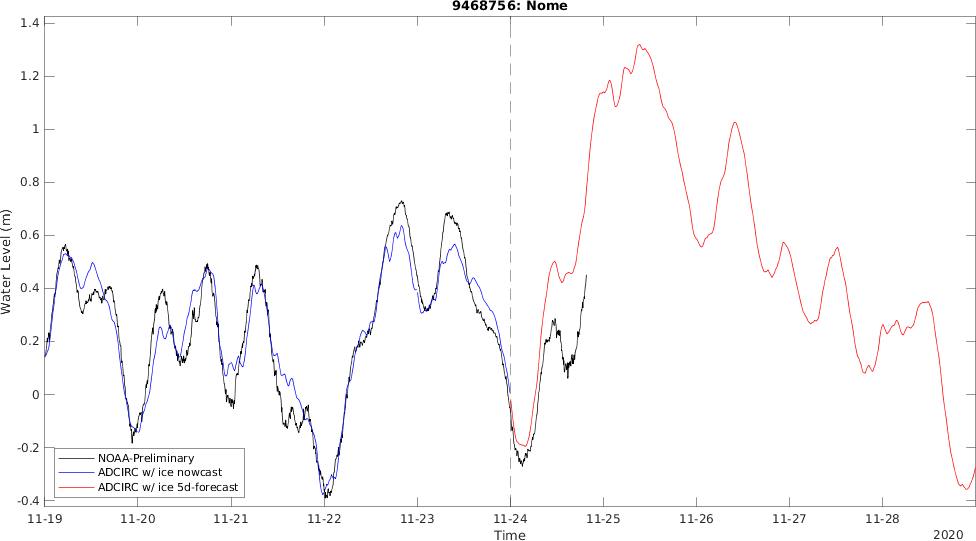 9468756: Nome
1.4
1.2
1
0.8
0.6
0.4
0.2
0
-0.2
-0.4
Water Level (m)
NOAA-Preliminary
ADCIRC w/ ice nowcast
ADCIRC w/ ice 5d-forecast
11-19 11-20 11-21 11-22 11-23 11-24 11-25 11-26 11-27 11-28
Time
2020